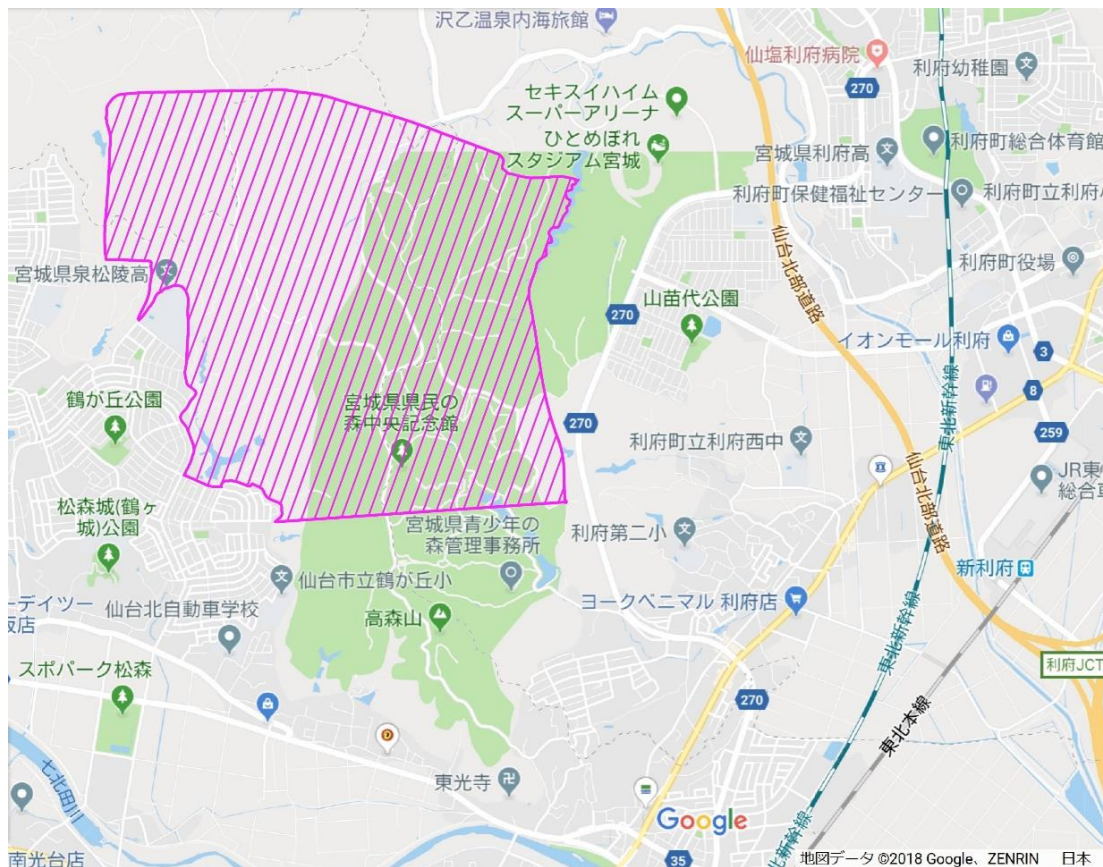 沢乙温泉内海旅館
仙塩利府病院
270
利府幼稚園
セキスイハイム
スーパーアリーナ
ひとめぼれ
スタジアム宮城
宮城県利府高
利府町総合体育館
利府町保健福祉センター
利府町立利府小
仙台北部道路
利府町役場
宮城県泉松陵高
270
山苗代公園
イオンモール利府
3
東北新幹線
8
鶴が丘公園
宮城県県民の
森中央記念館
270
利府町立利府西中
259
仙台北部道路
JR東
総合車
松森城(鶴ヶ
城)公園
宮城県青少年の
森管理事務所
利府第二小
新利府
仙台市立鶴が丘小
ーデイツー
仙台北自動車学校
高森山
ヨークベニマル 利府店
東北新幹線
スポパーク松森
利府JCT
270
東北本線
七北田川
東光寺
Google
東北新幹線
南光台店
35
地図データ ©2018 Google、ZENRIN 日本